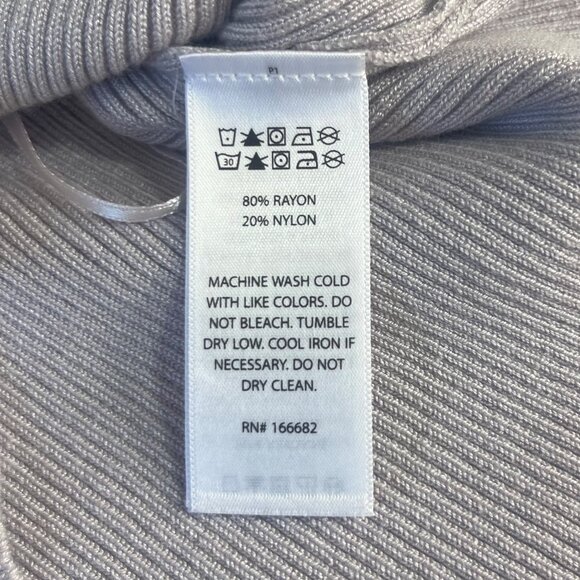 P1
30
80% RAYON
20% NYLON
MACHINE WASH COLD
WITH LIKE COLORS. DO
NOT BLEACH. TUMBLE
DRY LOW. COOL IRON IF
NECESSARY. DO NOT
DRY CLEAN.
RN# 166682